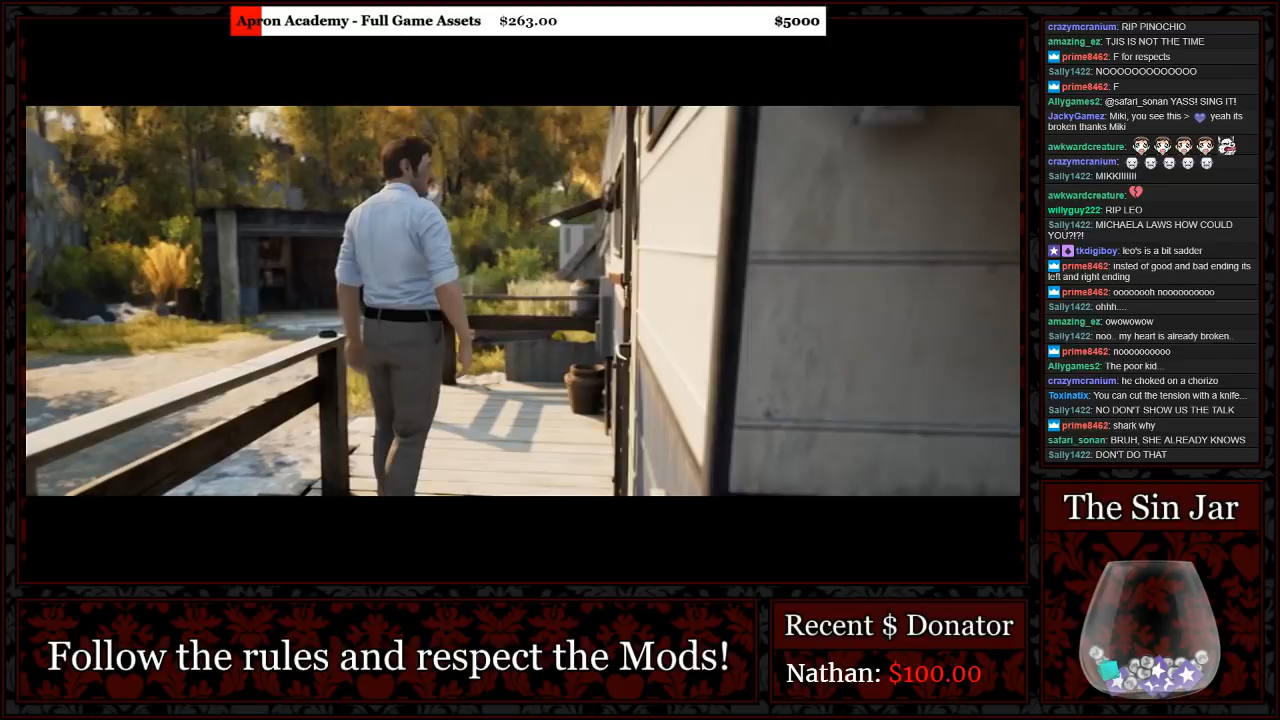 Apron Academy - Full Game Assets $263.00 $5000
crazymcranium: RIP PINOCHIO
amazing_ez: TJIS IS NOT THE TIME
prime8462: F for respects
Sally1422: NOOOOOOOOOOOOO
prime8462: F
Allygames2: @safari_sonan YASS! SING IT!
JackyGamez: Miki, you see this > yeah its
broken thanks Miki
awkwardcreature:
crazymcranium:
Sally1422: MIKKIIIIIII
awkwardcreature:
willyguy222: RIP LEO
Sally1422: MICHAELA LAWS HOW COULD
YOU?!?!
tkdigiboy: leo's is a bit sadder
prime8462: insted of good and bad ending its
left and right ending
prime8462: oooooooh noooooooooo
Sally1422: ohhh....
amazing_ez: owowowow
Sally1422: noo.. my heart is already broken..
prime8462: noooooooooo
Allygames2: The poor kid...
crazymcranium: he choked on a chorizo
Toxinatix: You can cut the tension with a knife...
Sally1422: NO DON'T SHOW US THE TALK
prime8462: shark why
safari_sonan: BRUH, SHE ALREADY KNOWS
Sally1422: DON'T DO THAT
The Sin Jar
Follow the rules and respect the Mods!
Recent $ Donator
Nathan: $100.00